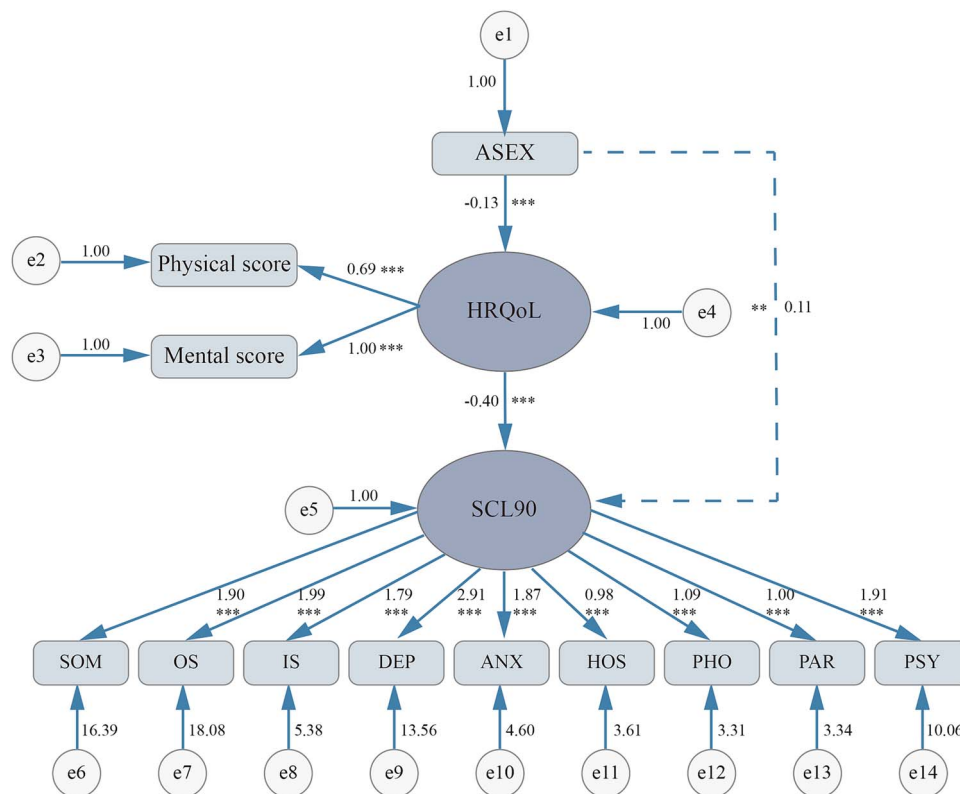 e1
1.00
ASEX
-0.13 ***
e2
1.00
Physical score
0.69 ***
HRQoL
e4
1.00
** 0.11
e3
1.00
Mental score
1.00 ***
-0.40 ***
e5
1.00
SCL90
1.90 1.99 1.79 2.91 1.87 0.98 1.09 1.00 1.91
*** *** *** *** *** *** *** *** ***
SOM OS IS DEP ANX HOS PHO PAR PSY
16.39 18.08 5.38 13.56 4.60 3.61 3.31 3.34 10.06
e6 e7 e8 e9 e10 e11 e12 e13 e14